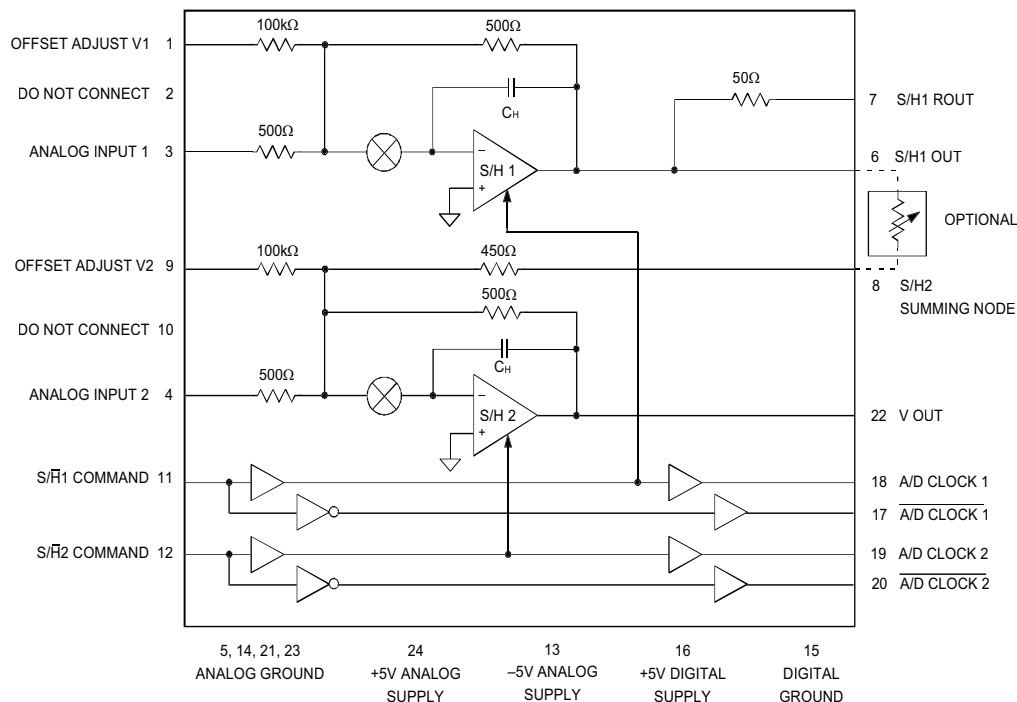 OFFSET ADJUST V1 1
100kΩ
500Ω
DO NOT CONNECT 2
CH
50Ω
7 S/H1 ROUT
ANALOG INPUT 1 3
500Ω
– S/H 1 +
6 S/H1 OUT
OPTIONAL
OFFSET ADJUST V2 9
100kΩ
450Ω
8 S/H2
SUMMING NODE
500Ω
DO NOT CONNECT 10
CH
ANALOG INPUT 2 4
500Ω
– S/H 2 +
22 V OUT
S/H̅1 COMMAND 11
18 A/D CLOCK 1
17 A/D CLOCK 1
S/H̅2 COMMAND 12
19 A/D CLOCK 2
20 A/D CLOCK 2
5, 14, 21, 23
ANALOG GROUND
24
+5V ANALOG
SUPPLY
13
–5V ANALOG
SUPPLY
16
+5V DIGITAL
SUPPLY
15
DIGITAL
GROUND